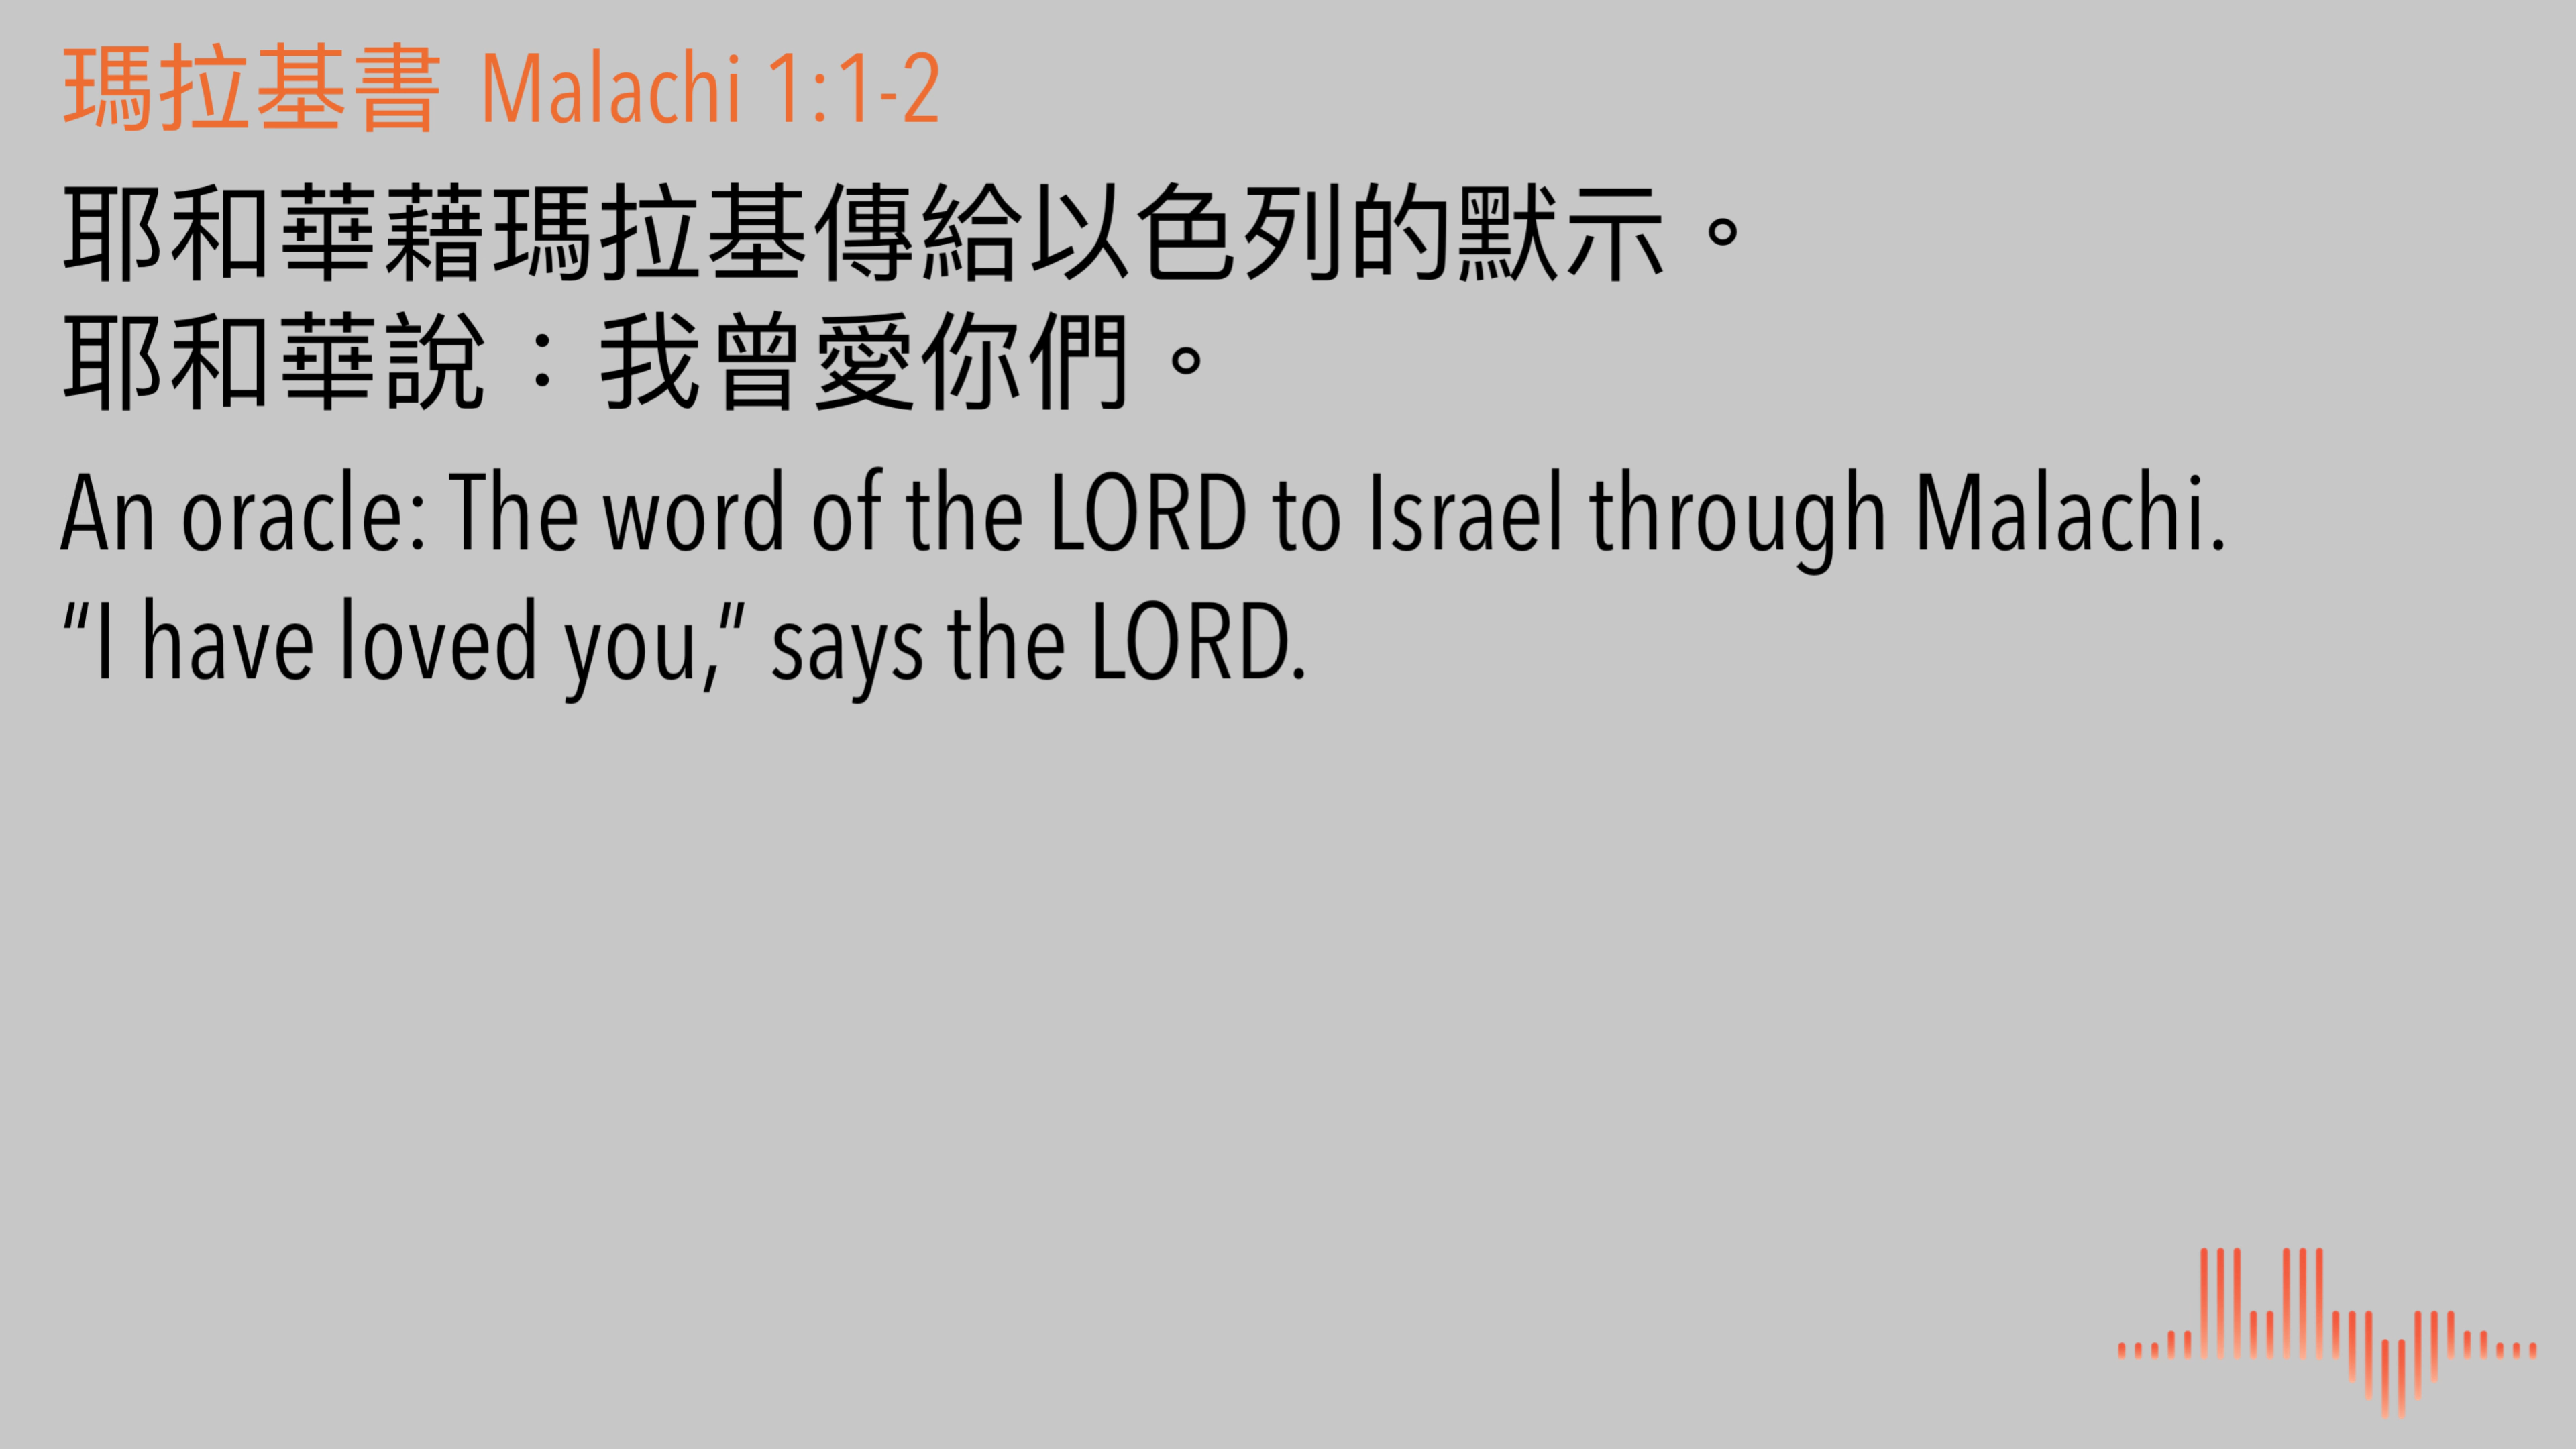 瑪拉基書 Malachi 1:1-2
耶和華藉瑪拉基傳給以色列的默示。
耶和華說：我曾愛你們。
An oracle: The word of the LORD to Israel through Malachi.
“I have loved you,” says the LORD.